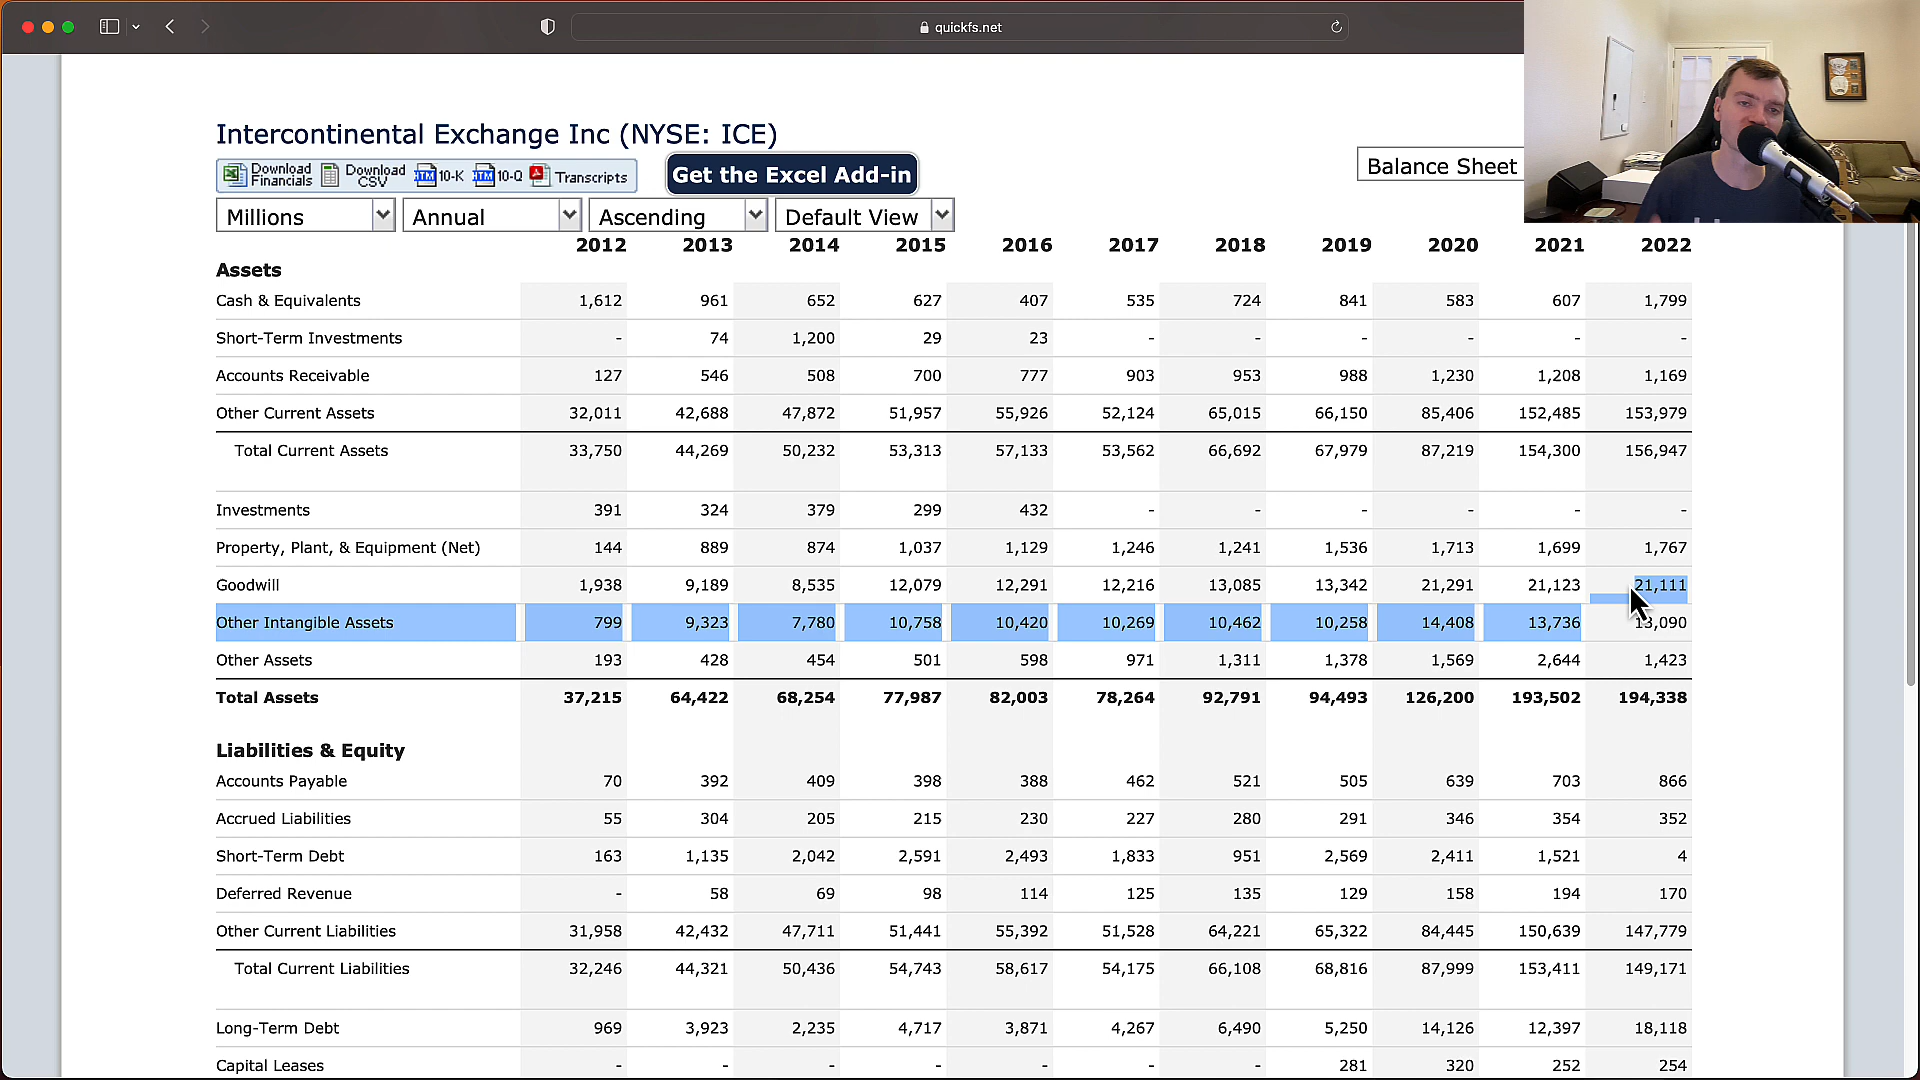 quickfs.net
Intercontinental Exchange Inc (NYSE: ICE)
Download Financials Download CSV 10-K 10-Q Transcripts Get the Excel Add-in Balance Sheet
Millions Annual Ascending Default View
2012 2013 2014 2015 2016 2017 2018 2019 2020 2021 2022
Assets
Cash & Equivalents 1,612 961 652 627 407 535 724 841 583 607 1,799
Short-Term Investments - 74 1,200 29 23 - - - - - -
Accounts Receivable 127 546 508 700 777 903 953 988 1,230 1,208 1,169
Other Current Assets 32,011 42,688 47,872 51,957 55,926 52,124 65,015 66,150 85,406 152,485 153,979
Total Current Assets 33,750 44,269 50,232 53,313 57,133 53,562 66,692 67,979 87,219 154,300 156,947
Investments 391 324 379 299 432 - - - - - -
Property, Plant, & Equipment (Net) 144 889 874 1,037 1,129 1,246 1,241 1,536 1,713 1,699 1,767
Goodwill 1,938 9,189 8,535 12,079 12,291 12,216 13,085 13,342 21,291 21,123 21,111
Other Intangible Assets 799 9,323 7,780 10,758 10,420 10,269 10,462 10,258 14,408 13,736 13,090
Other Assets 193 428 454 501 598 971 1,311 1,378 1,569 2,644 1,423
Total Assets 37,215 64,422 68,254 77,987 82,003 78,264 92,791 94,493 126,200 193,502 194,338
Liabilities & Equity
Accounts Payable 70 392 409 398 388 462 521 505 639 703 866
Accrued Liabilities 55 304 205 215 230 227 280 291 346 354 352
Short-Term Debt 163 1,135 2,042 2,591 2,493 1,833 951 2,569 2,411 1,521 4
Deferred Revenue - 58 69 98 114 125 135 129 158 194 170
Other Current Liabilities 31,958 42,432 47,711 51,441 55,392 51,528 64,221 65,322 84,445 150,639 147,779
Total Current Liabilities 32,246 44,321 50,436 54,743 58,617 54,175 66,108 68,816 87,999 153,411 149,171
Long-Term Debt 969 3,923 2,235 4,717 3,871 4,267 6,490 5,250 14,126 12,397 18,118
Capital Leases - - - - - - - 281 320 252 254